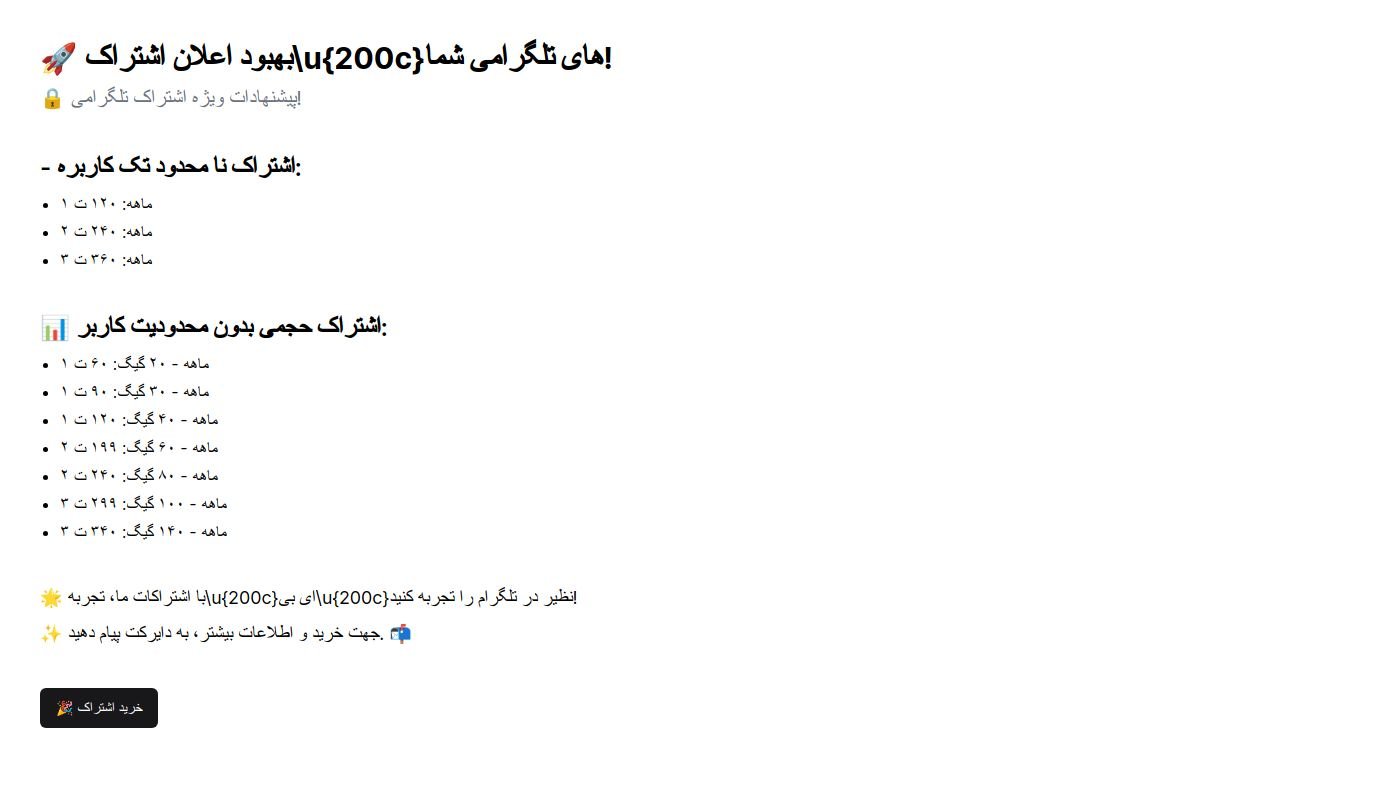 🚀 بهبود اعلان اشتراک\u{200c}های تلگرامی شما!
🔒 پیشنهادات ویژه اشتراک تلگرامی!
- اشتراک نا محدود تک کاربره:
• ۱ ماهه: ۱۲۰ ت
• ۲ ماهه: ۲۴۰ ت
• ۳ ماهه: ۳۶۰ ت
📊 اشتراک حجمی بدون محدودیت کاربر:
• ۱ ماهه - ۲۰ گیگ: ۶۰ ت
• ۱ ماهه - ۳۰ گیگ: ۹۰ ت
• ۱ ماهه - ۴۰ گیگ: ۱۲۰ ت
• ۲ ماهه - ۶۰ گیگ: ۱۹۹ ت
• ۲ ماهه - ۸۰ گیگ: ۲۴۰ ت
• ۳ ماهه - ۱۰۰ گیگ: ۲۹۹ ت
• ۳ ماهه - ۱۴۰ گیگ: ۳۴۰ ت
🌟 با اشتراکات ما، تجربه\u{200c}ای بی\u{200c}نظیر در تلگرام را تجربه کنید!
✨ جهت خرید و اطلاعات بیشتر، به دایرکت پیام دهید. 📬
🎉 خرید اشتراک